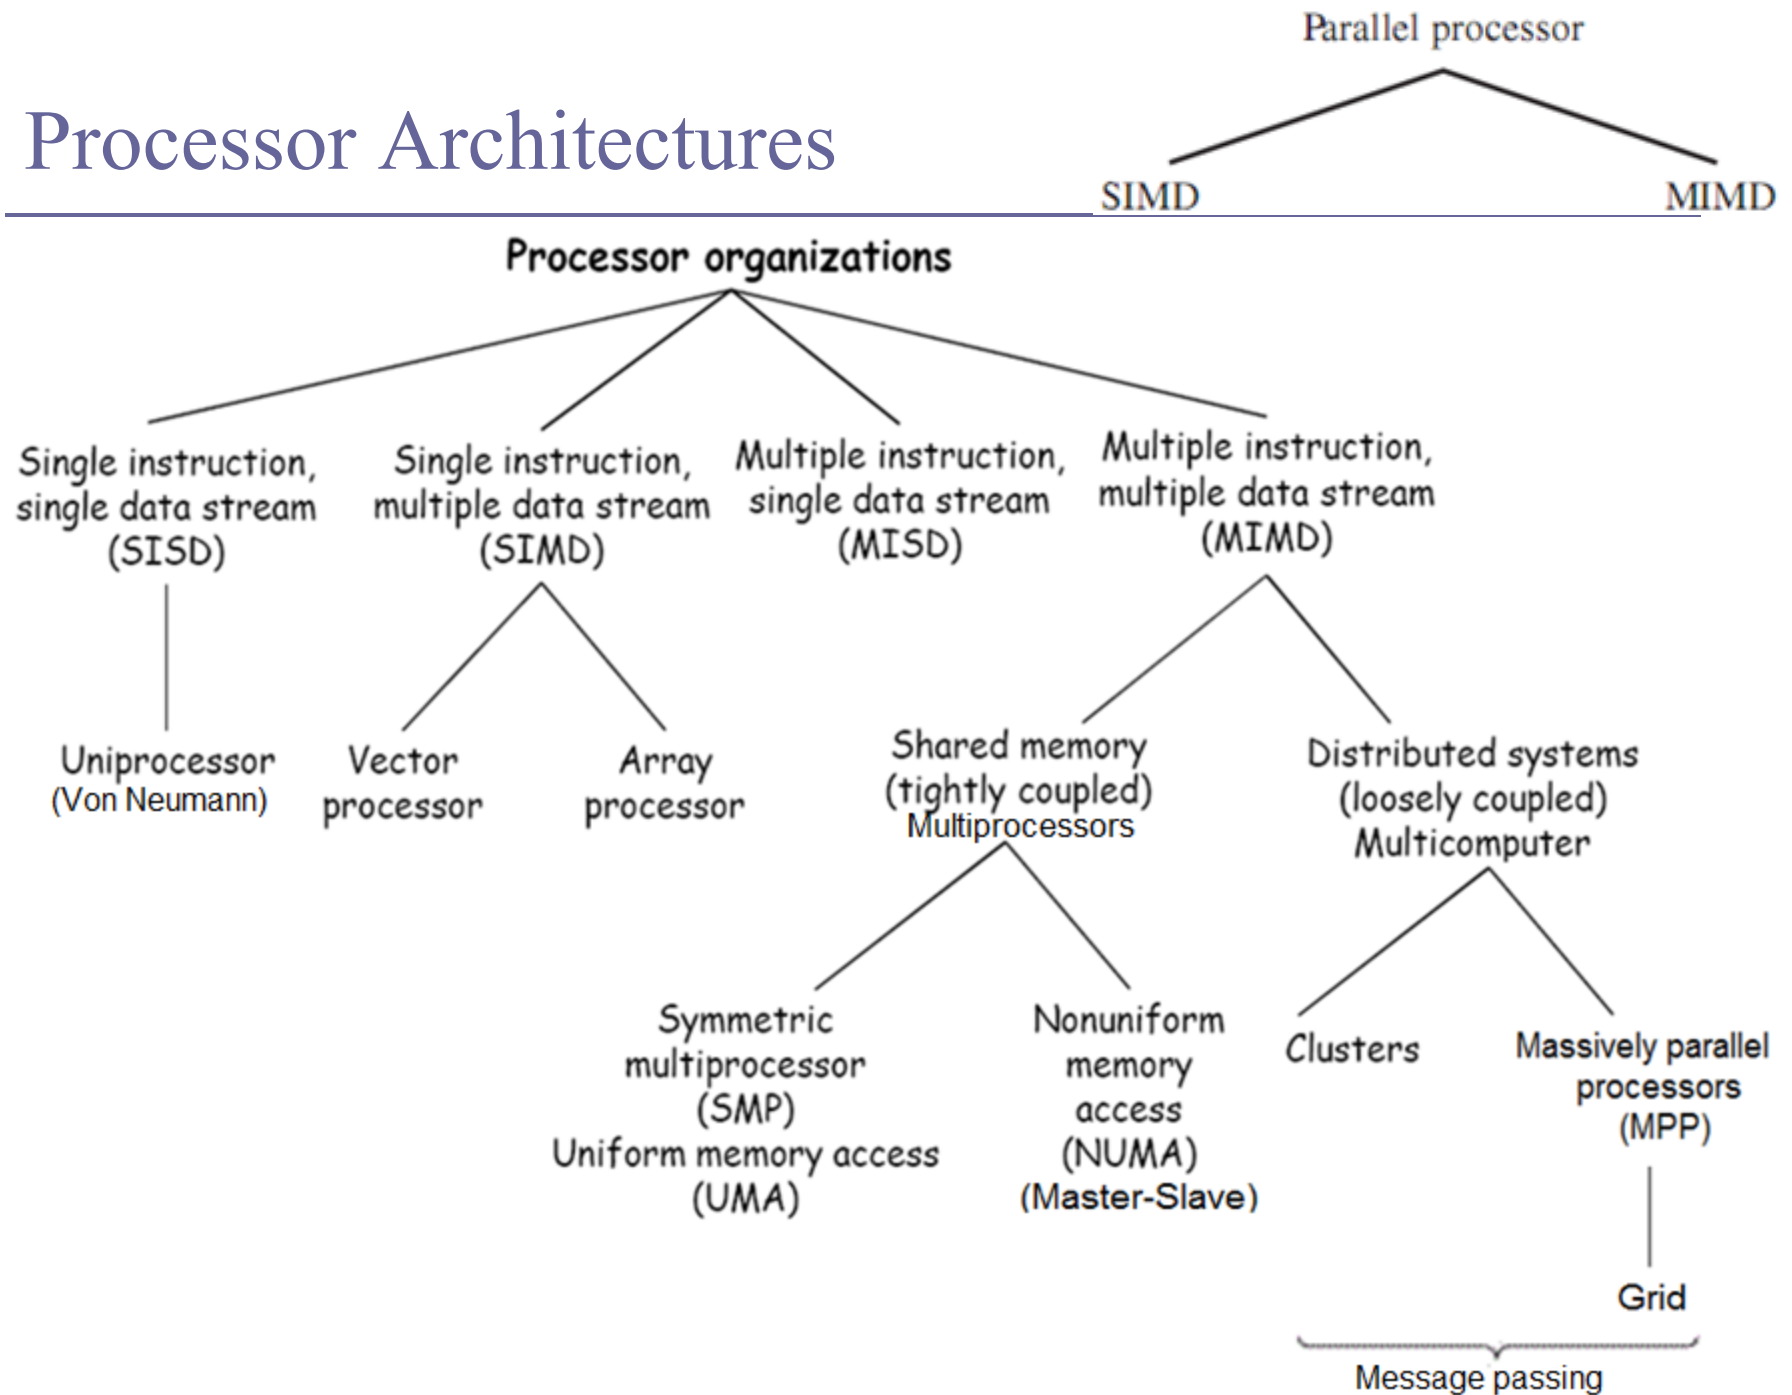 Parallel processor
Processor Architectures
SIMD
MIMD
Processor organizations
Single instruction,
single data stream
(SISD)
Single instruction,
multiple data stream
(SIMD)
Multiple instruction,
single data stream
(MISD)
Multiple instruction,
multiple data stream
(MIMD)
Uniprocessor
(Von Neumann)
Vector
processor
Array
processor
Shared memory
(tightly coupled)
Multiprocessors
Distributed systems
(loosely coupled)
Multicomputer
Symmetric
multiprocessor
(SMP)
Uniform memory access
(UMA)
Nonuniform
memory
access
(NUMA)
(Master-Slave)
Clusters
Massively parallel
processors
(MPP)
Grid
Message passing